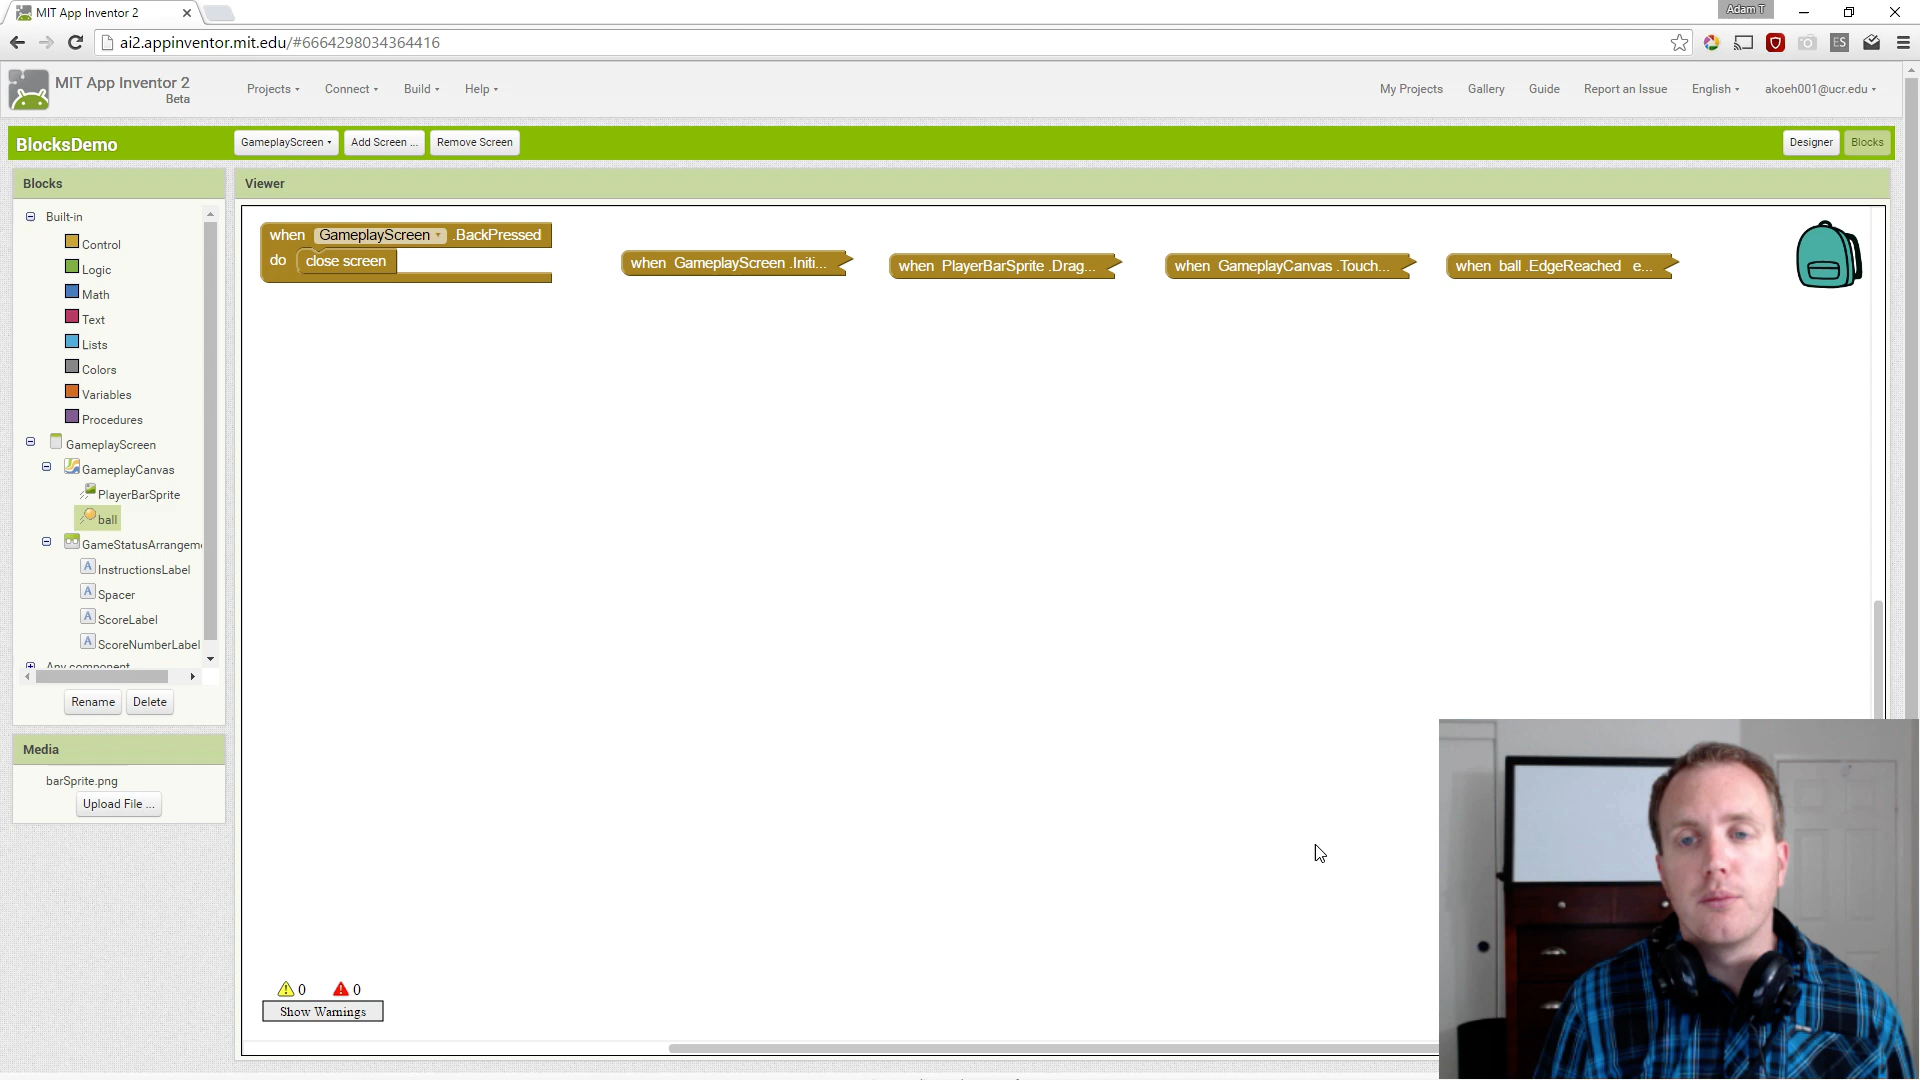 MIT App Inventor 2
Adam T
ai2.appinventor.mit.edu/#6664298034364416
ES
MIT App Inventor 2
Beta
Projects
Connect
Build
Help
My Projects
Gallery
Guide
Report an Issue
English
akoeh001@ucr.edu
BlocksDemo
GameplayScreen
Add Screen ...
Remove Screen
Designer
Blocks
Blocks
Built-in
Control
Logic
Math
Text
Lists
Colors
Variables
Procedures
GameplayScreen
GameplayCanvas
PlayerBarSprite
ball
GameStatusArrangeme
A InstructionsLabel
A Spacer
A ScoreLabel
A ScoreNumberLabel
Any component
Rename
Delete
Media
barSprite.png
Upload File ...
Viewer
when GameplayScreen .BackPressed
do close screen
when GameplayScreen .Initi...
when PlayerBarSprite .Drag...
when GameplayCanvas .Touch...
when ball .EdgeReached e...
0
0
Show Warnings